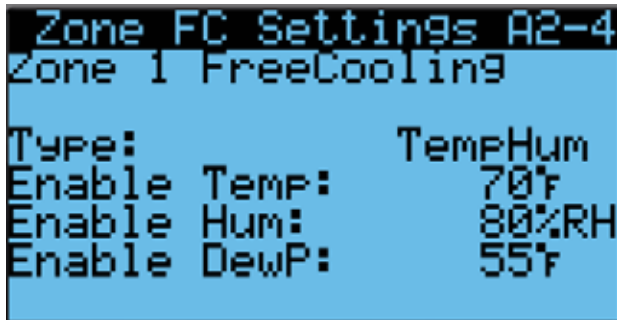 Zone FC Settings A2-4
Zone 1 FreeCooling
Type: TempHum
Enable Temp: 70°F
Enable Hum: 80%RH
Enable DewP: 55°F